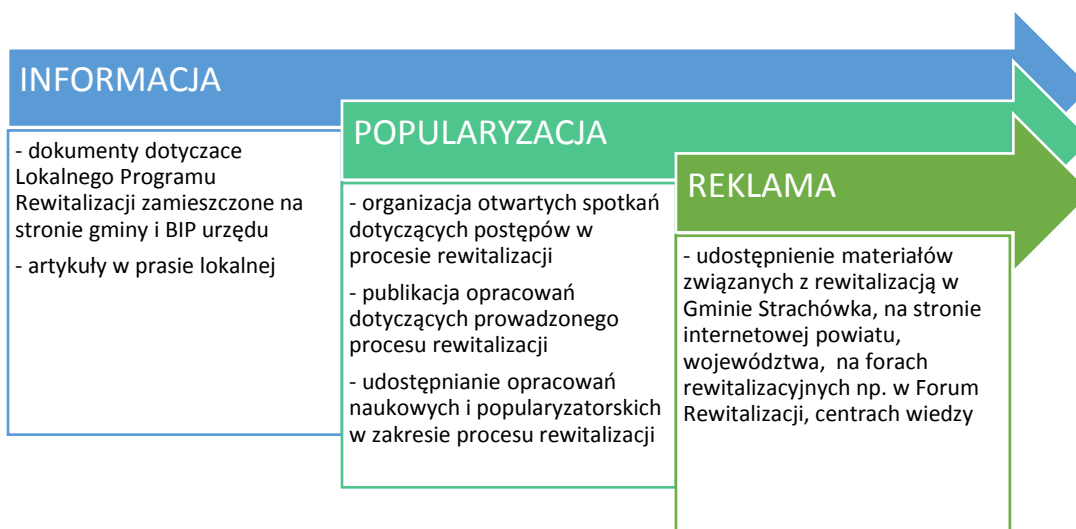 INFORMACJA
- dokumenty dotyczace
Lokalnego Programu
Rewitalizacji zamieszczone na
stronie gminy i BIP urzędu
- artykuły w prasie lokalnej
POPULARYZACJA
- organizacja otwartych spotkań
dotyczących postępów w
procesie rewitalizacji
- publikacja opracowań
dotyczących prowadzonego
procesu rewitalizacji
- udostępnianie opracowań
naukowych i popularyzatorskich
w zakresie procesu rewitalizacji
REKLAMA
- udostępnienie materiałów
związanych z rewitalizacją w
Gminie Strachówka, na stronie
internetowej powiatu,
województwa, na forach
rewitalizacyjnych np. w Forum
Rewitalizacji, centrach wiedzy